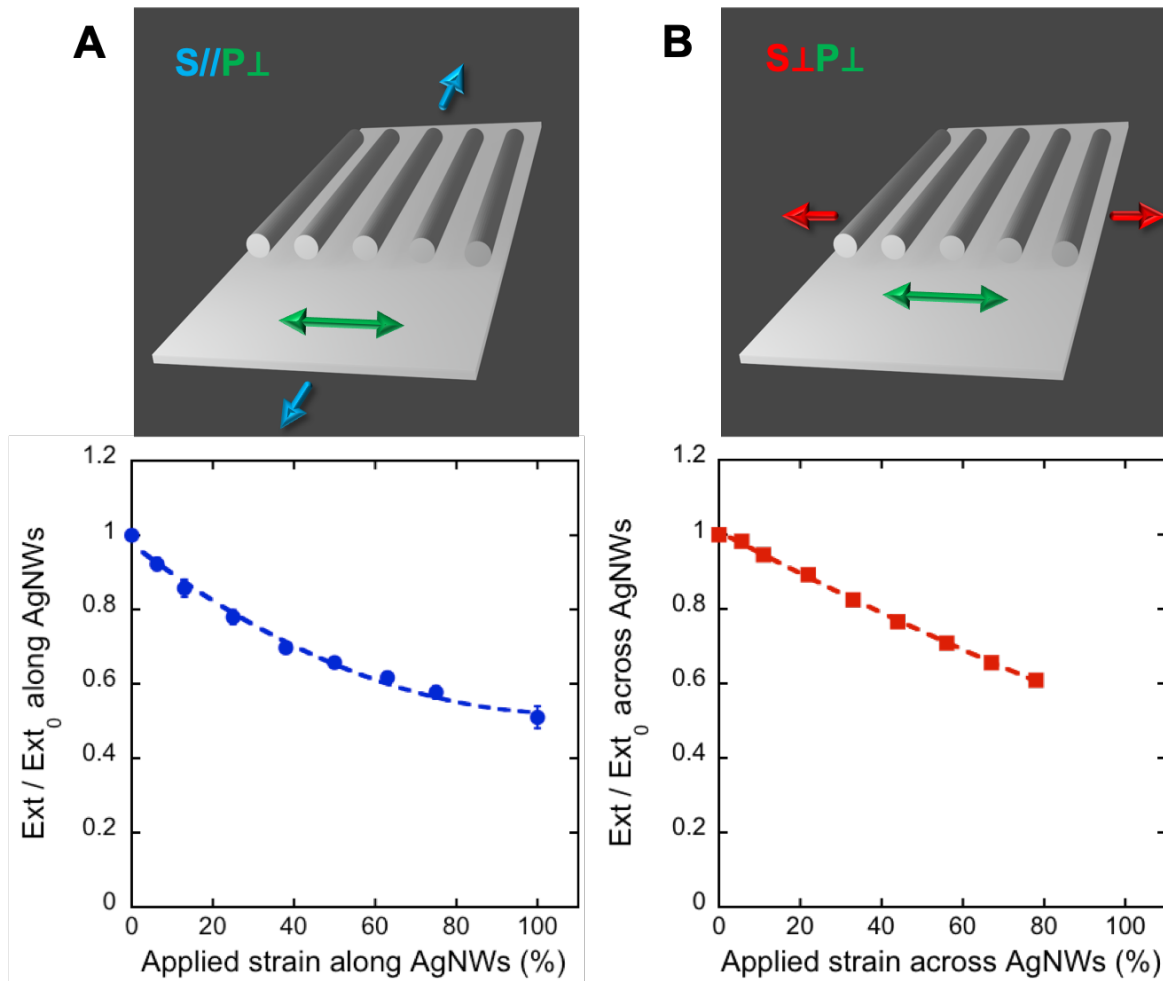 A
S//P⊥
B
S⊥P⊥
1.2
1
0.8
0.6
0.4
0.2
0
Ext / Ext₀ along AgNWs
0 20 40 60 80 100
Applied strain along AgNWs (%)
1.2
1
0.8
0.6
0.4
0.2
0
Ext / Ext₀ across AgNWs
0 20 40 60 80 100
Applied strain across AgNWs (%)